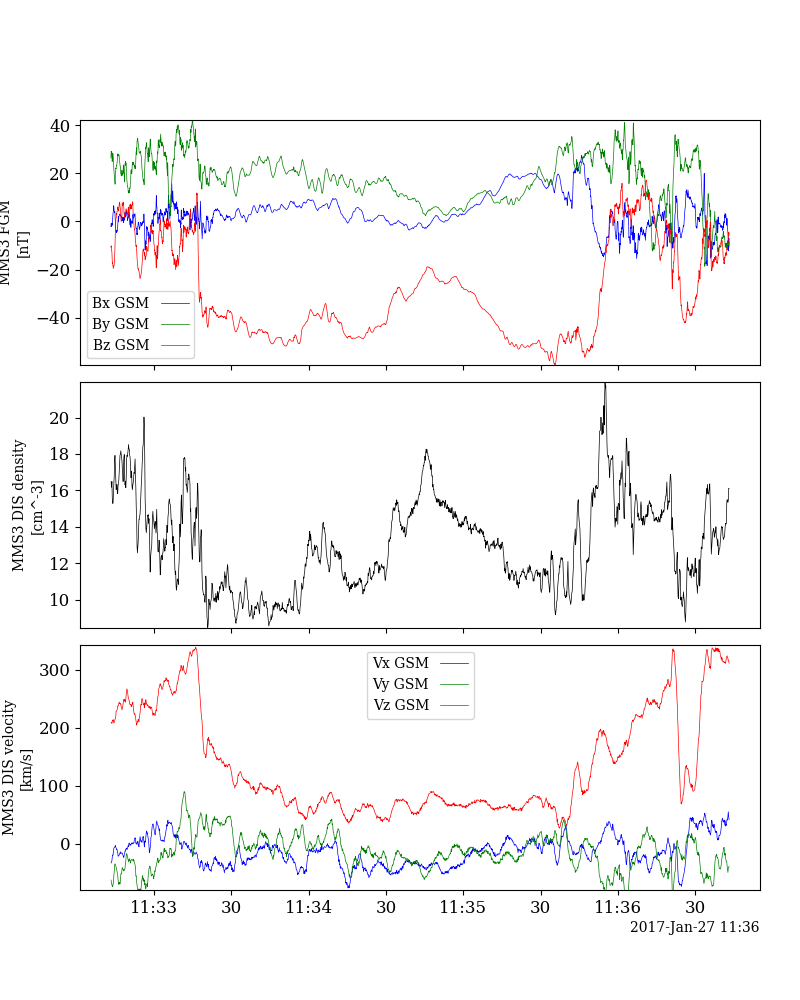 40
20
0
−20
−40
MMS3 FGM
[nT]
Bx GSM
By GSM
Bz GSM
20
18
16
14
12
10
MMS3 DIS density
[cm^-3]
300
200
100
0
MMS3 DIS velocity
[km/s]
Vx GSM
Vy GSM
Vz GSM
11:33 30 11:34 30 11:35 30 11:36 30
2017-Jan-27 11:36